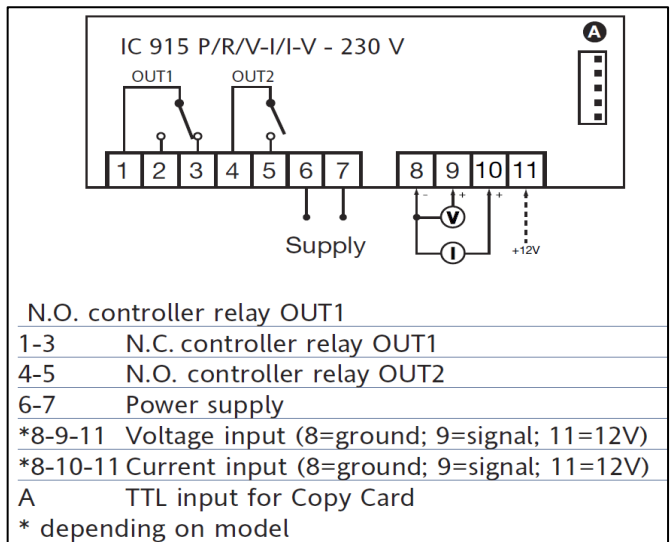 IC 915 P/R/V-I/I-V - 230 V
A
OUT1 OUT2
1 2 3 4 5 6 7 8 9 10 11
- + +
V
Supply
I
+12V
N.O. controller relay OUT1
1-3 N.C. controller relay OUT1
4-5 N.O. controller relay OUT2
6-7 Power supply
*8-9-11 Voltage input (8=ground; 9=signal; 11=12V)
*8-10-11 Current input (8=ground; 9=signal; 11=12V)
A TTL input for Copy Card
* depending on model